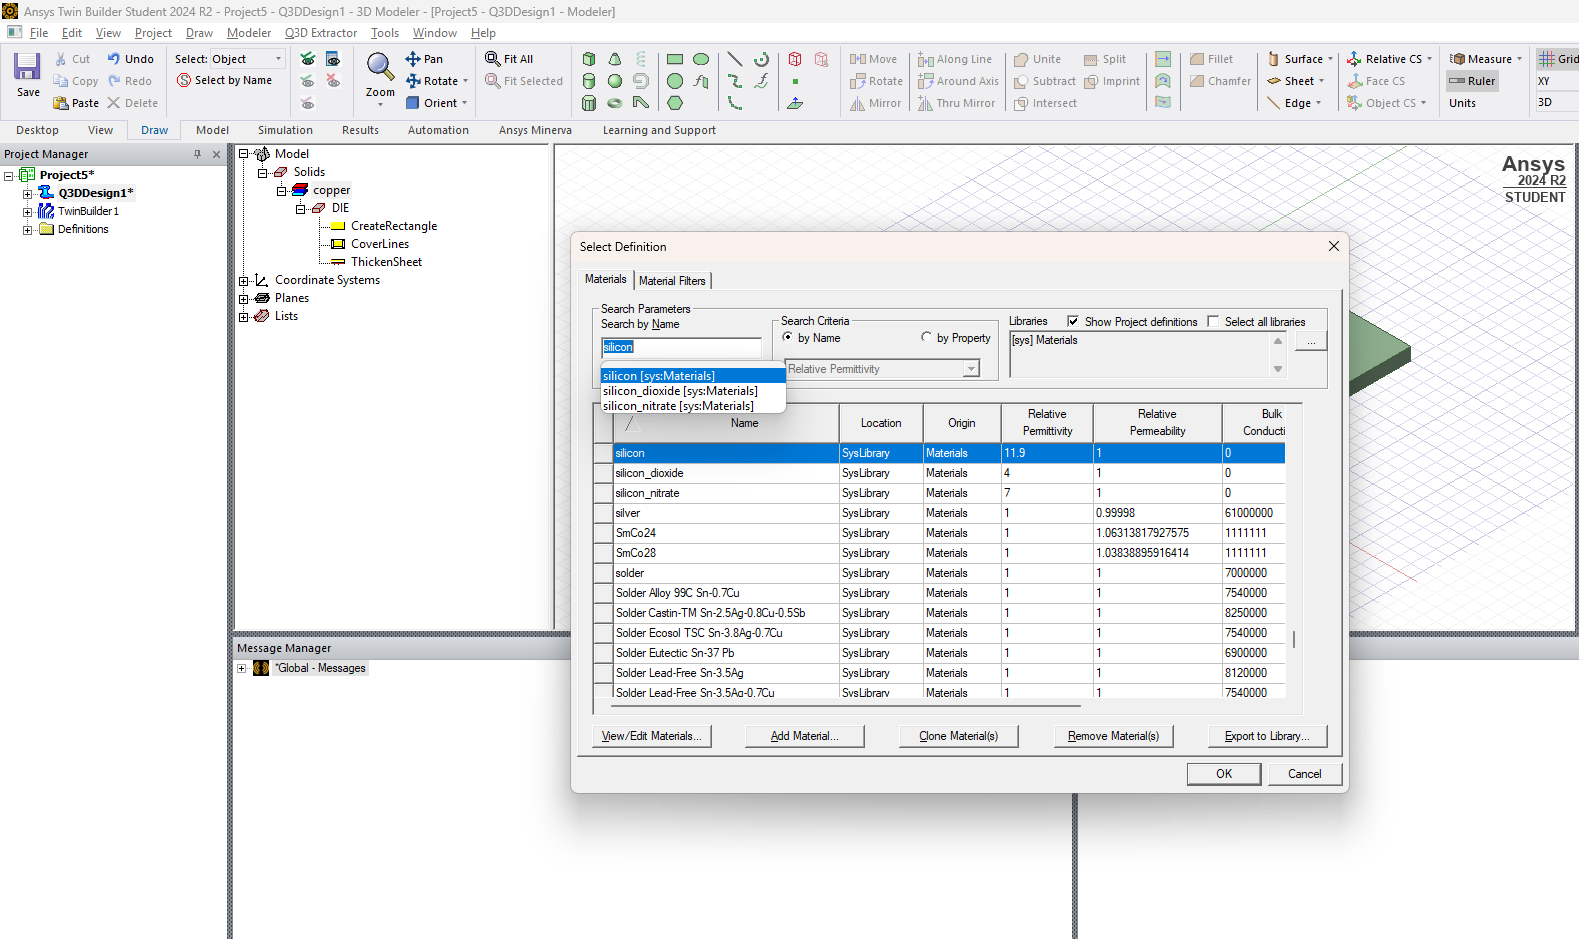 Ansys Twin Builder Student 2024 R2 - Project5 - Q3DDesign1 - 3D Modeler - [Project5 - Q3DDesign1 - Modeler]
File Edit View Project Draw Modeler Q3D Extractor Tools Window Help
Save
Cut Undo
Copy Redo
Paste Delete
Select: Object
Select by Name
Zoom
Pan
Rotate
Orient
Fit All
Fit Selected
Move
Rotate
Mirror
Along Line
Around Axis
Thru Mirror
Unite Split
Subtract Imprint
Intersect
Fillet
Chamfer
Surface
Sheet
Edge
Relative CS
Face CS
Object CS
Measure
Ruler
Units
Grid
XY
3D
Desktop View Draw Model Simulation Results Automation Ansys Minerva Learning and Support
Project Manager
Project5*
Q3DDesign1*
TwinBuilder1
Definitions
Model
Solids
copper
DIE
CreateRectangle
CoverLines
ThickenSheet
Coordinate Systems
Planes
Lists
Ansys
2024 R2
STUDENT
Select Definition
Materials Material Filters
Search Parameters
Search by Name
silicon
silicon [sys:Materials]
silicon_dioxide [sys:Materials]
silicon_nitrate [sys:Materials]
Search Criteria
by Name by Property
Relative Permittivity
Libraries Show Project definitions Select all libraries
[sys] Materials
...
Name Location Origin Relative Permittivity Relative Permeability Bulk Conducti
silicon SysLibrary Materials 11.9 1 0
silicon_dioxide SysLibrary Materials 4 1 0
silicon_nitrate SysLibrary Materials 7 1 0
silver SysLibrary Materials 1 0.99998 61000000
SmCo24 SysLibrary Materials 1 1.06313817927575 1111111
SmCo28 SysLibrary Materials 1 1.03838895916414 1111111
solder SysLibrary Materials 1 1 7000000
Solder Alloy 99C Sn-0.7Cu SysLibrary Materials 1 1 7540000
Solder Castin-TM Sn-2.5Ag-0.8Cu-0.5Sb SysLibrary Materials 1 1 8250000
Solder Ecosol TSC Sn-3.8Ag-0.7Cu SysLibrary Materials 1 1 7540000
Solder Eutectic Sn-37 Pb SysLibrary Materials 1 1 6900000
Solder Lead-Free Sn-3.5Ag SysLibrary Materials 1 1 8120000
Solder Lead-Free Sn-3.5Ag-0.7Cu SysLibrary Materials 1 1 7540000
View/Edit Materials... Add Material... Clone Material(s) Remove Material(s) Export to Library...
OK Cancel
Message Manager
*Global - Messages